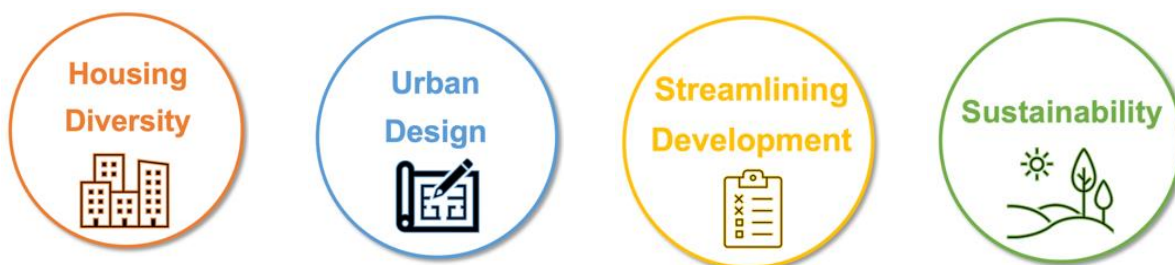 Housing
Diversity
Urban
Design
Streamlining
Development
Sustainability